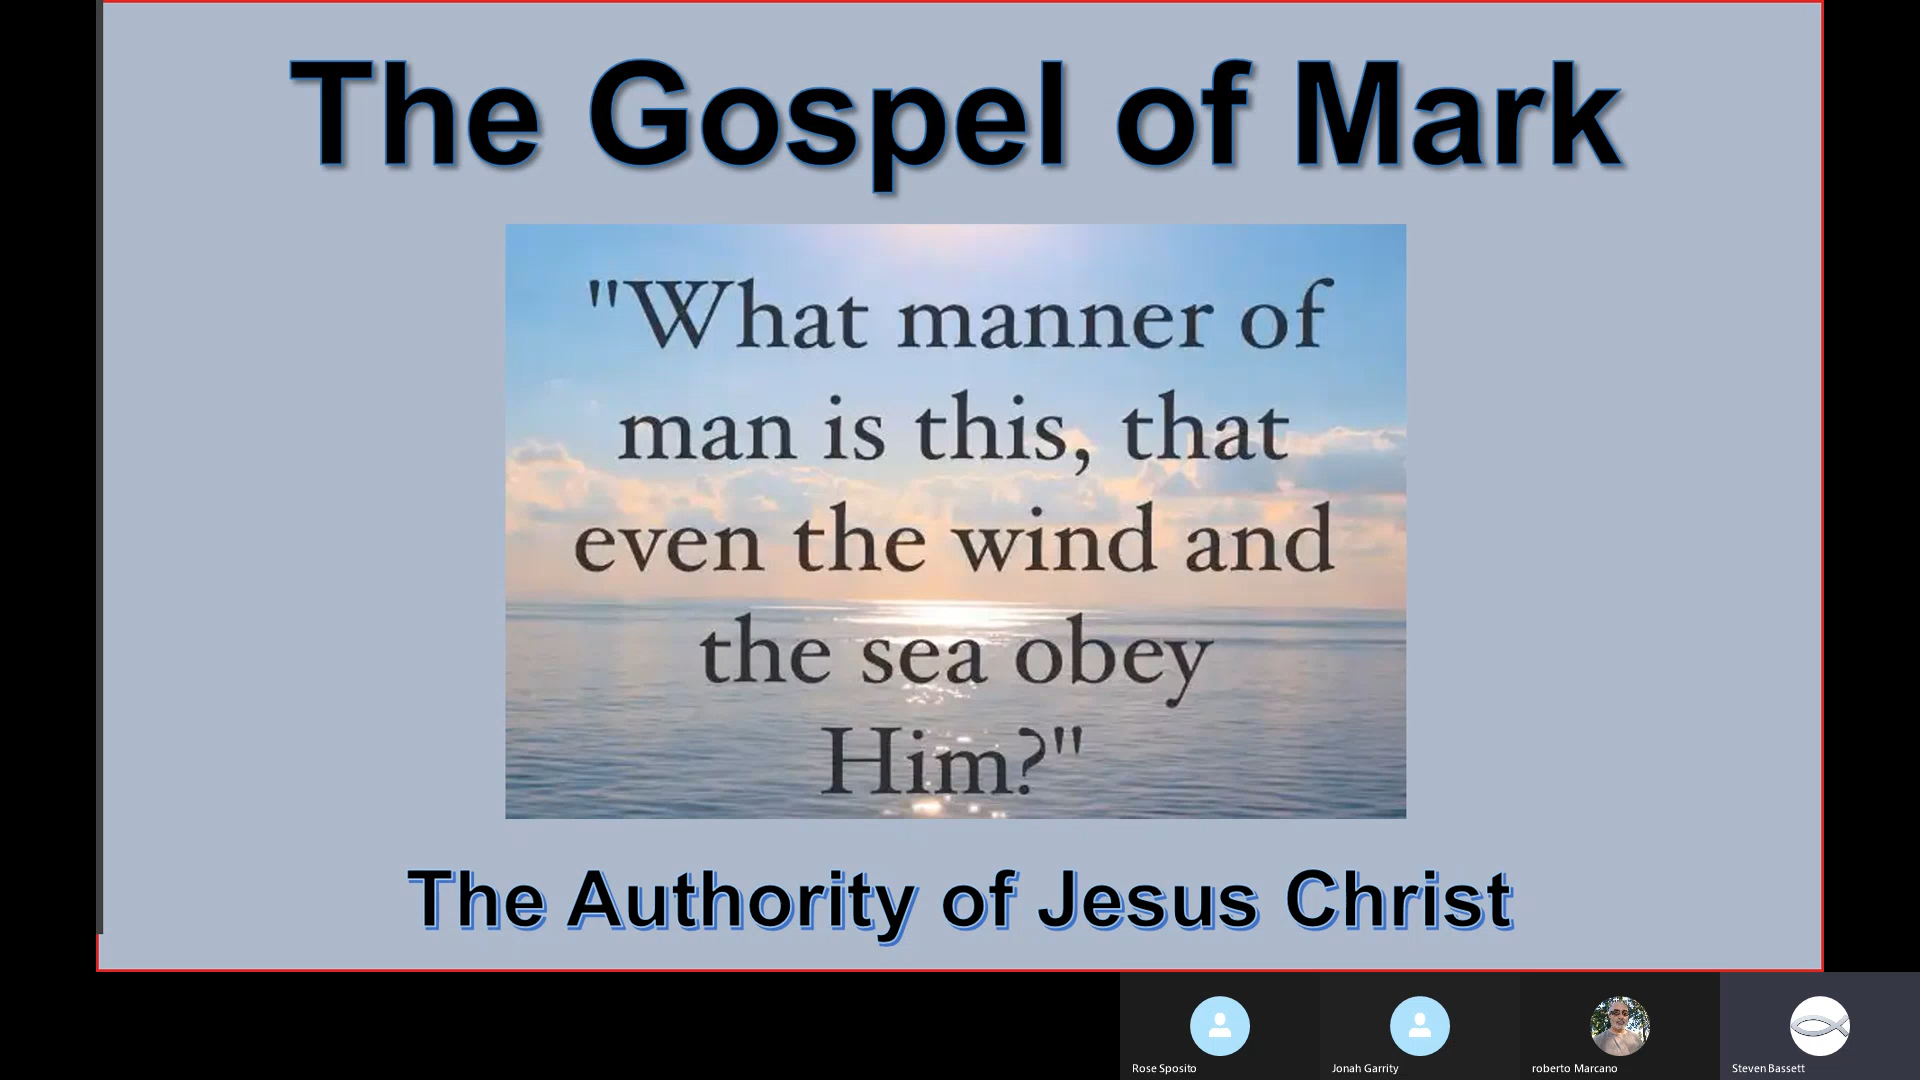 The Gospel of Mark
"What manner of
man is this, that
even the wind and
the sea obey
Him?"
The Authority of Jesus Christ
Rose Sposito
Jonah Garrity
roberto Marcano
Steven Bassett